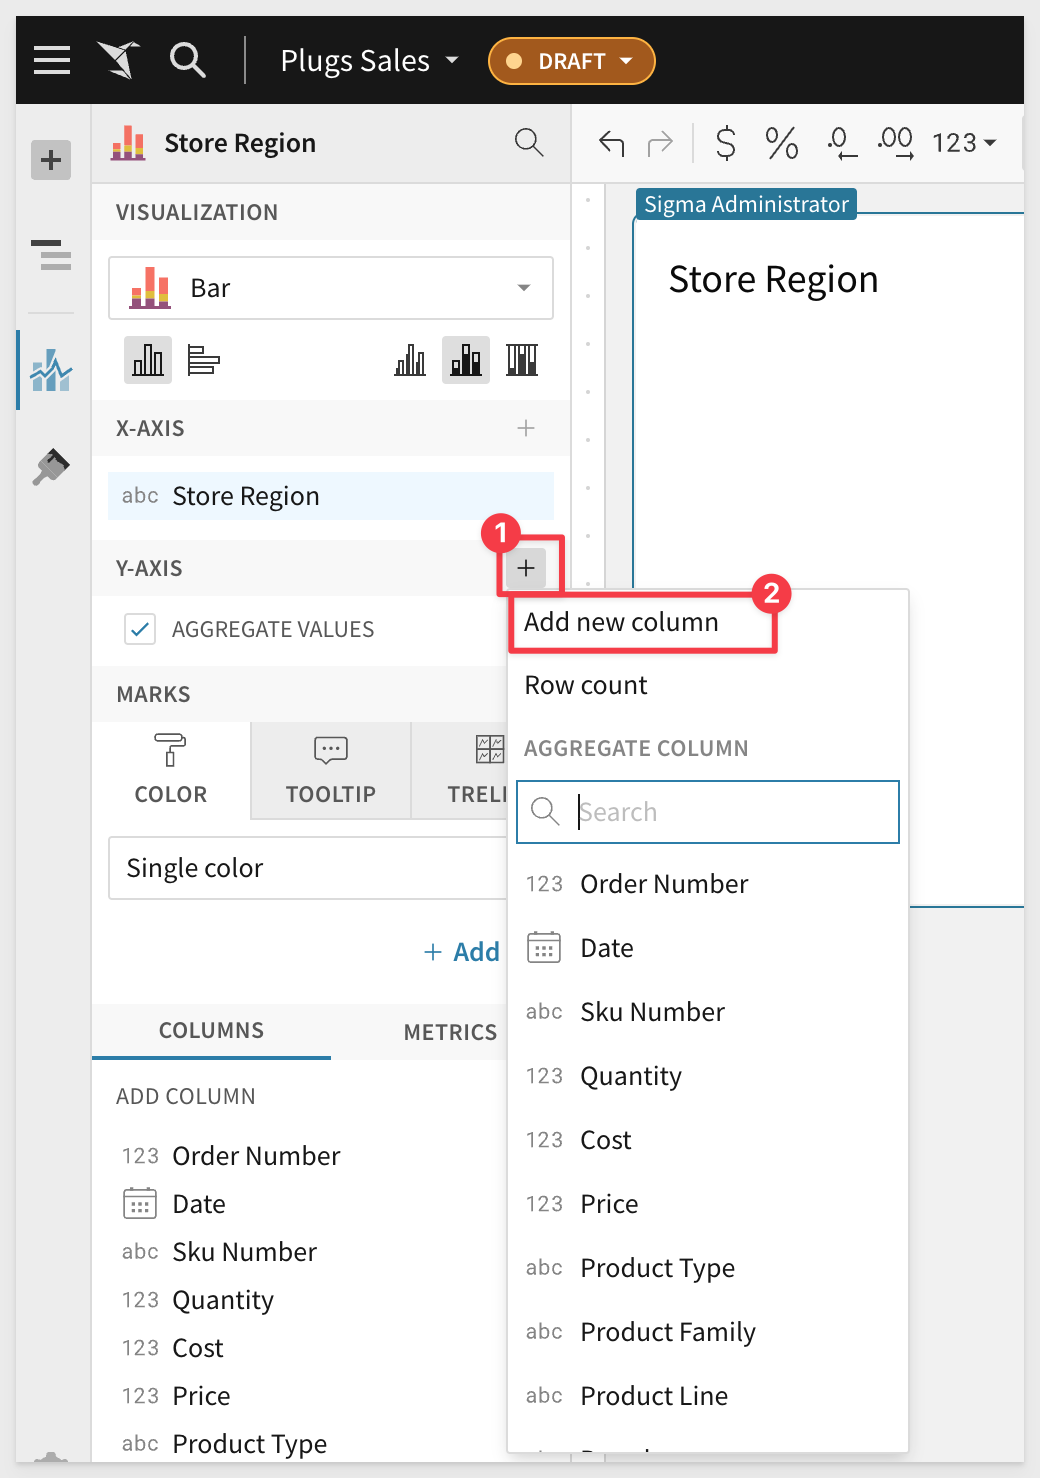 Plugs Sales
DRAFT
Store Region
$ % .0 .00 123
VISUALIZATION
Sigma Administrator
Store Region
Bar
X-AXIS
abc Store Region
1
Y-AXIS
2
Add new column
AGGREGATE VALUES
Row count
MARKS
AGGREGATE COLUMN
COLOR
TOOLTIP
TRELI
Search
Single color
123 Order Number
+ Add
Date
abc Sku Number
COLUMNS
METRICS
123 Quantity
ADD COLUMN
123 Cost
123 Order Number
123 Price
Date
abc Sku Number
abc Product Type
123 Quantity
abc Product Family
123 Cost
123 Price
abc Product Line
abc Product Type